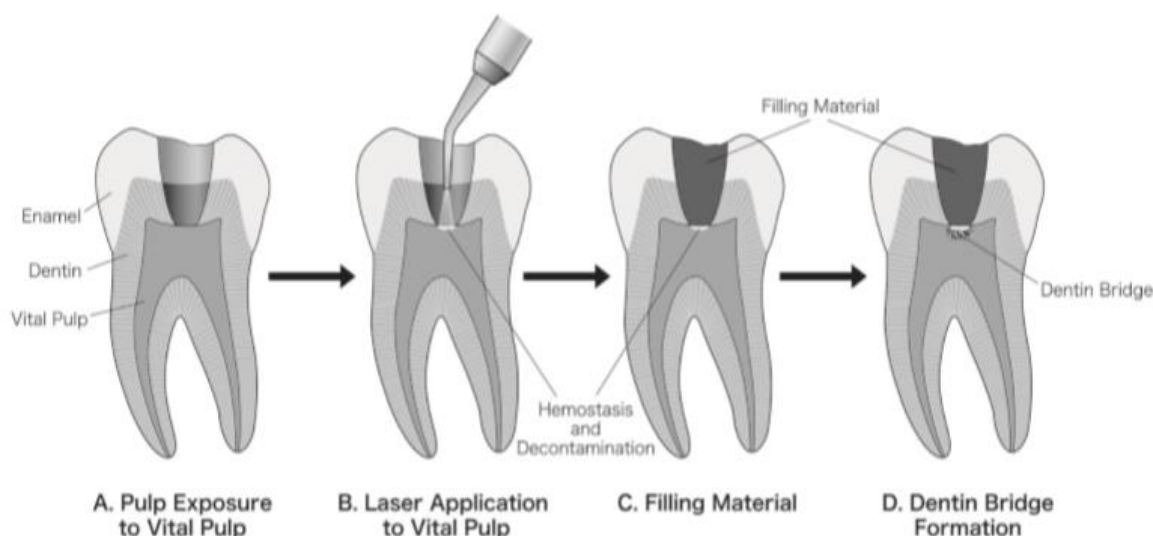 Filling Material
Enamel
Dentin
Vital Pulp
Dentin Bridge
Hemostasis
and
Decontamination
A. Pulp Exposure
to Vital Pulp
B. Laser Application
to Vital Pulp
C. Filling Material
D. Dentin Bridge
Formation